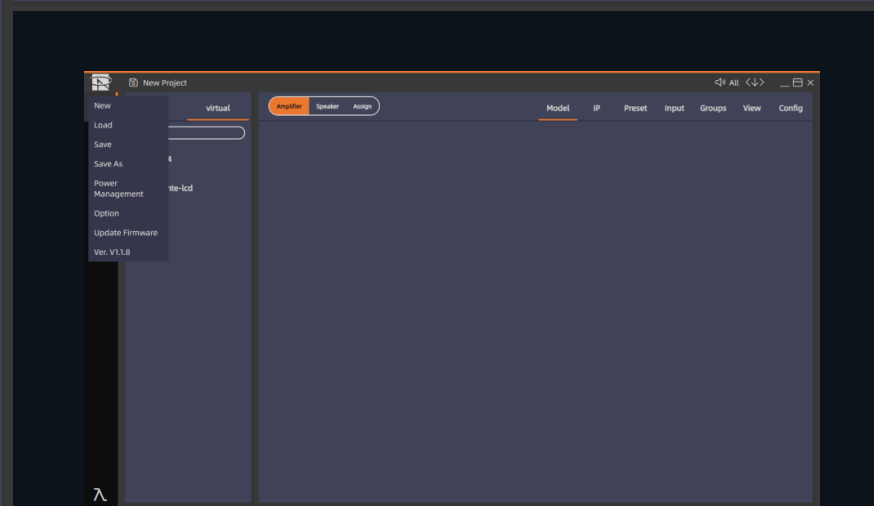 New Project
All
New
Load
Save
Save As
Power
Management
Option
Update Firmware
Ver. V1.1.8
virtual
4
nte-lcd
Amplifier Speaker Assign
Model IP Preset Input Groups View Config
λ